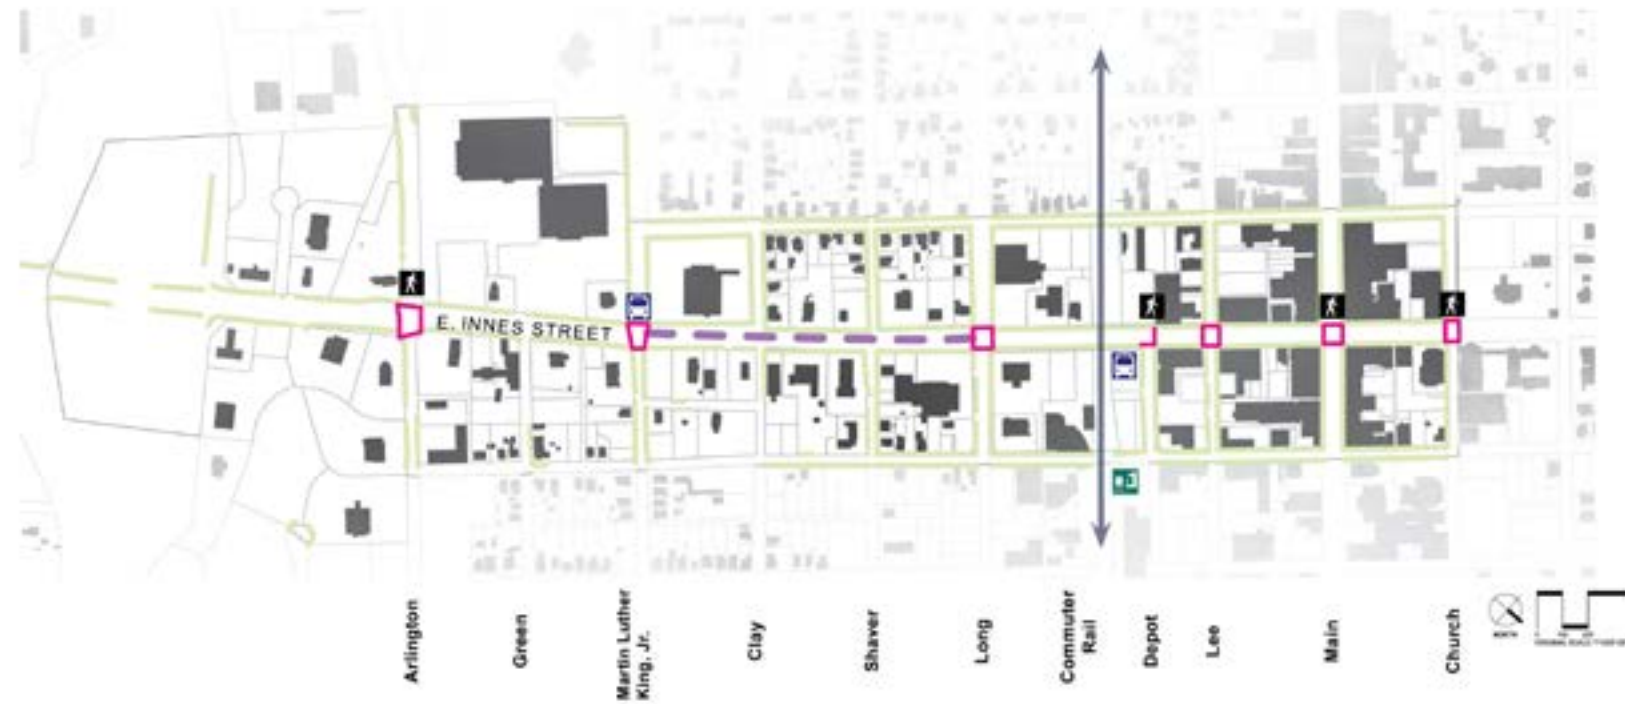 E. INNES STREET
Arlington
Green
Martin Luther
King, Jr.
Clay
Shaver
Long
Commuter
Rail
Depot
Lee
Main
Church